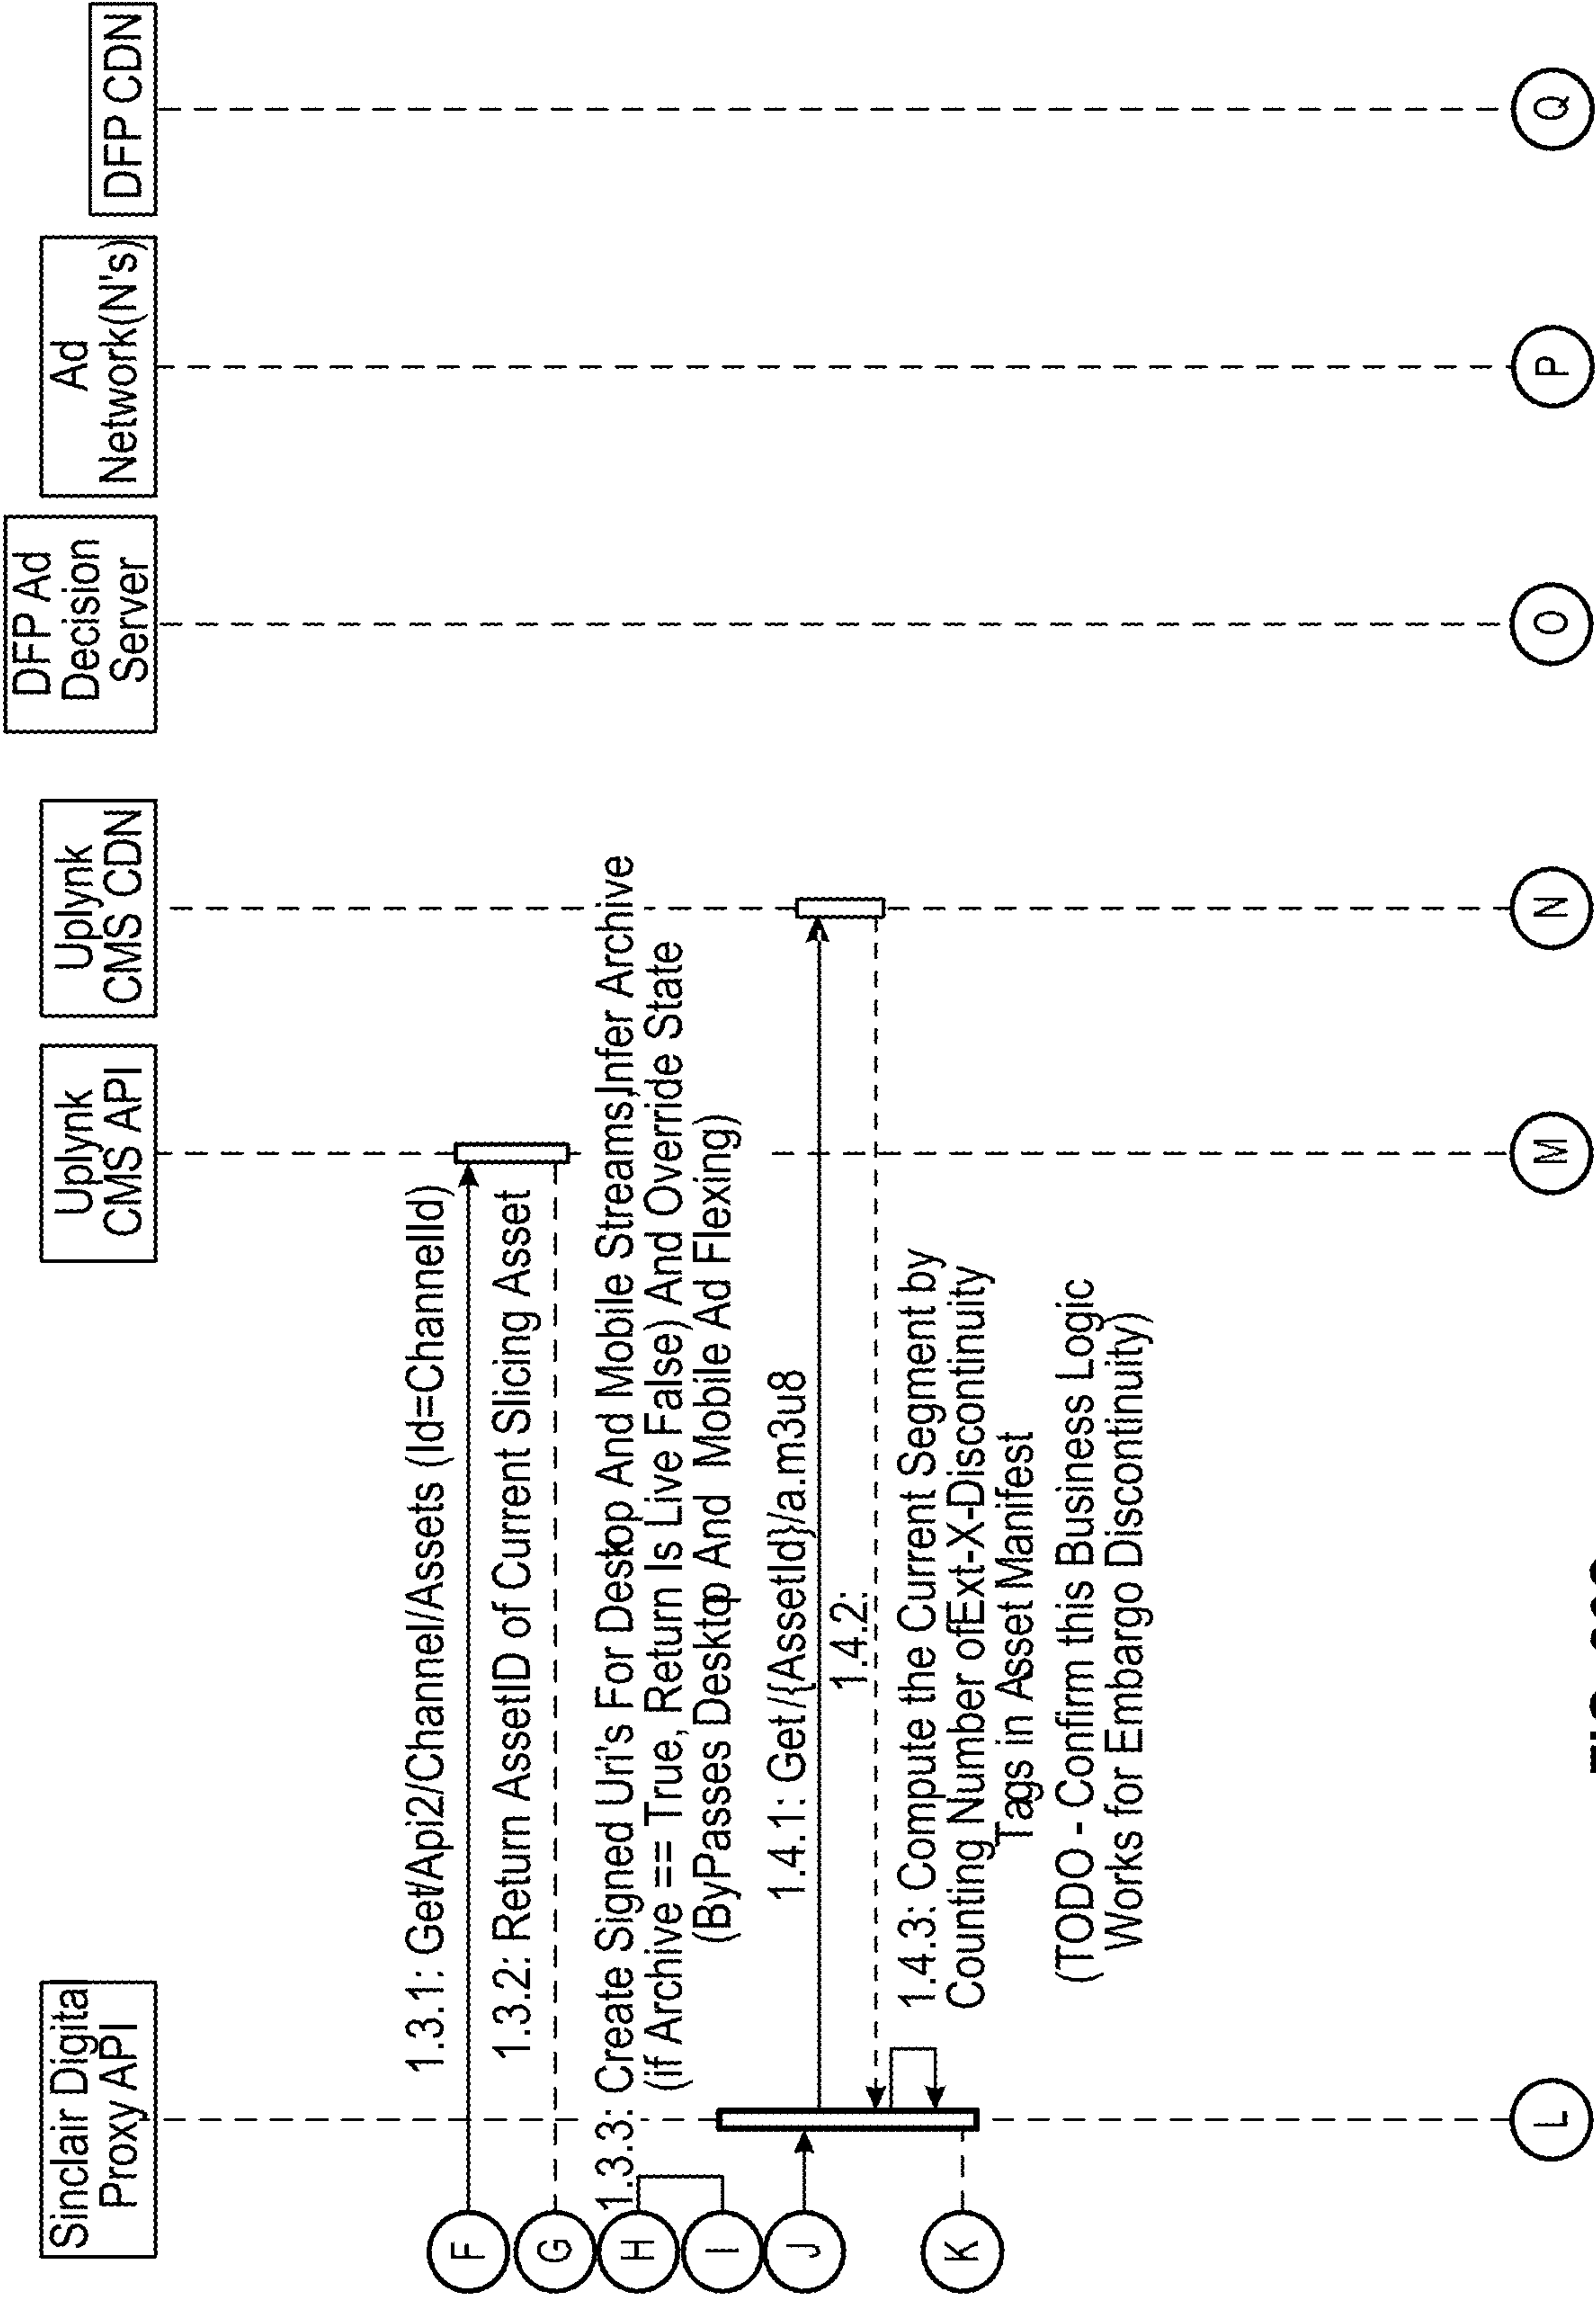 Sinclair Digital
Proxy API
Uplynk
CMS API
Uplynk
CMS CDN
DFP Ad
Decision
Server
Ad
Network(N's)
DFP CDN
1.3.1: Get/Api2/Channel/Assets (Id=ChannelId)
F
1.3.2: Return AssetID of Current Slicing Asset
G
1.3.3: Create Signed Uri's For Desktop And Mobile Streams,Infer Archive
(if Archive == True, Return Is Live False) And Override State
(ByPasses Desktop And Mobile Ad Flexing)
H
I
1.4.1: Get/{AssetId}/a.m3u8
J
1.4.2:
1.4.3: Compute the Current Segment by
Counting Number ofExt-X-Discontinuity
Tags in Asset Manifest
(TODO - Confirm this Business Logic
Works for Embargo Discontinuity)
K
L
M
N
O
P
Q